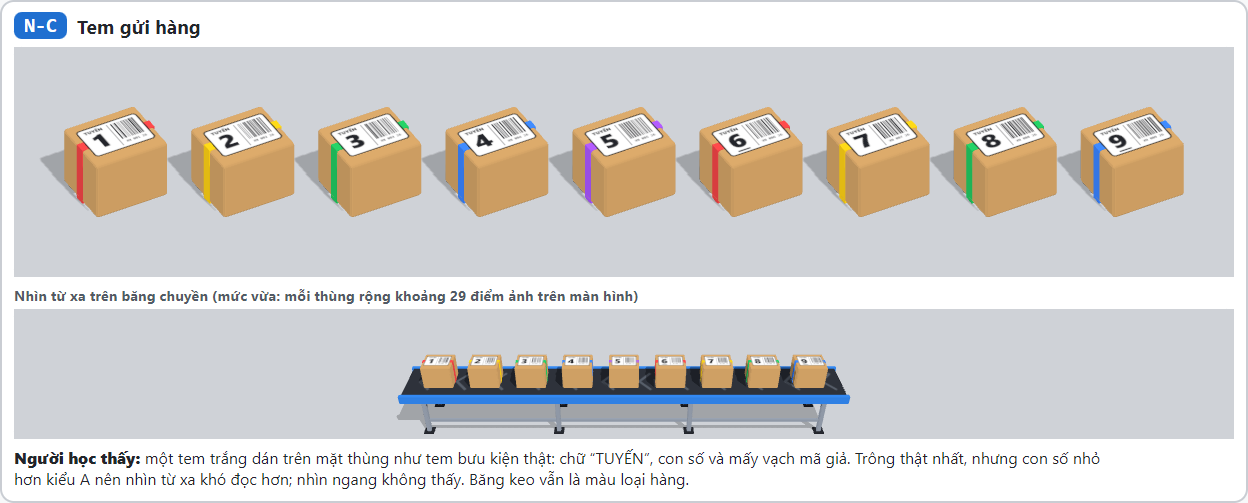 N-C Tem gửi hàng
TUYẾN TUYẾN TUYẾN TUYẾN TUYẾN TUYẾN TUYẾN TUYẾN TUYẾN
1 2 3 4 5 6 7 8 9
Nhìn từ xa trên băng chuyền (mức vừa: mỗi thùng rộng khoảng 29 điểm ảnh trên màn hình)
1 2 3 4 5 6 7 8 9
Người học thấy: một tem trắng dán trên mặt thùng như tem bưu kiện thật: chữ “TUYẾN”, con số và mấy vạch mã giả. Trông thật nhất, nhưng con số nhỏ
hơn kiểu A nên nhìn từ xa khó đọc hơn; nhìn ngang không thấy. Băng keo vẫn là màu loại hàng.